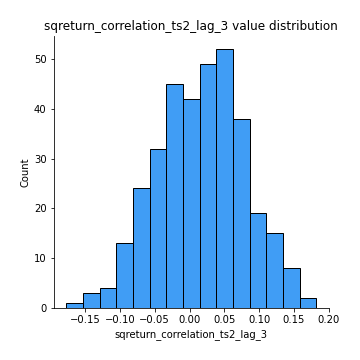 sqreturn_correlation_ts2_lag_3 value distribution
50
40
30
20
10
0
Count
−0.15 −0.10 −0.05 0.00 0.05 0.10 0.15 0.20
sqreturn_correlation_ts2_lag_3